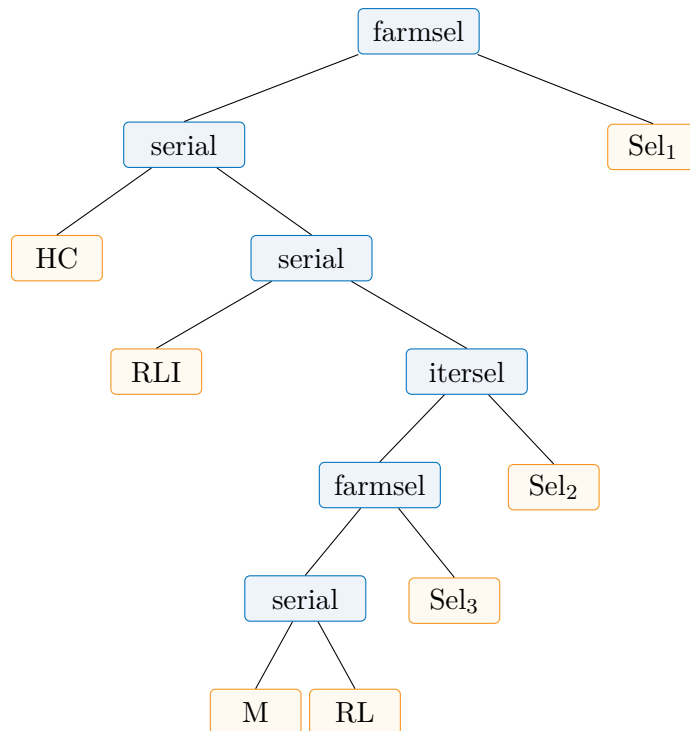 farmsel
serial
Sel₁
HC
serial
RLI
itersel
farmsel
Sel₂
serial
Sel₃
M
RL